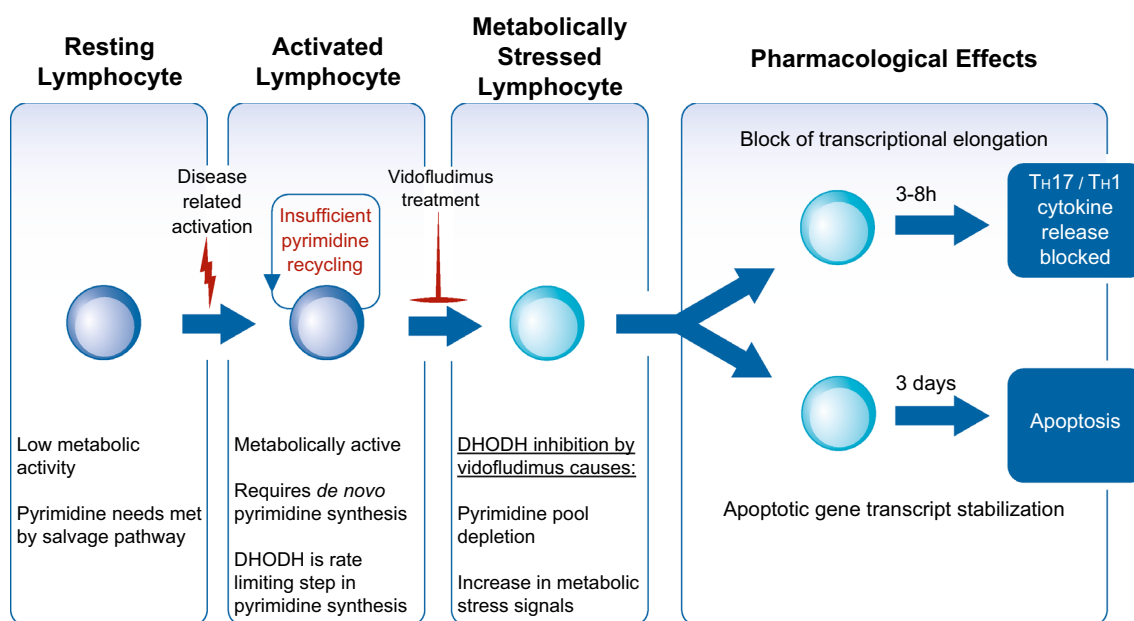 Resting
Lymphocyte
Activated
Lymphocyte
Metabolically
Stressed
Lymphocyte
Pharmacological Effects
Disease
related
activation
Insufficient
pyrimidine
recycling
Vidofludimus
treatment
Block of transcriptional elongation
3-8h
TH17 / TH1
cytokine
release
blocked
3 days
Apoptosis
Apoptotic gene transcript stabilization
Low metabolic
activity
Pyrimidine needs met
by salvage pathway
Metabolically active
Requires de novo
pyrimidine synthesis
DHODH is rate
limiting step in
pyrimidine synthesis
DHODH inhibition by
vidofludimus causes:
Pyrimidine pool
depletion
Increase in metabolic
stress signals